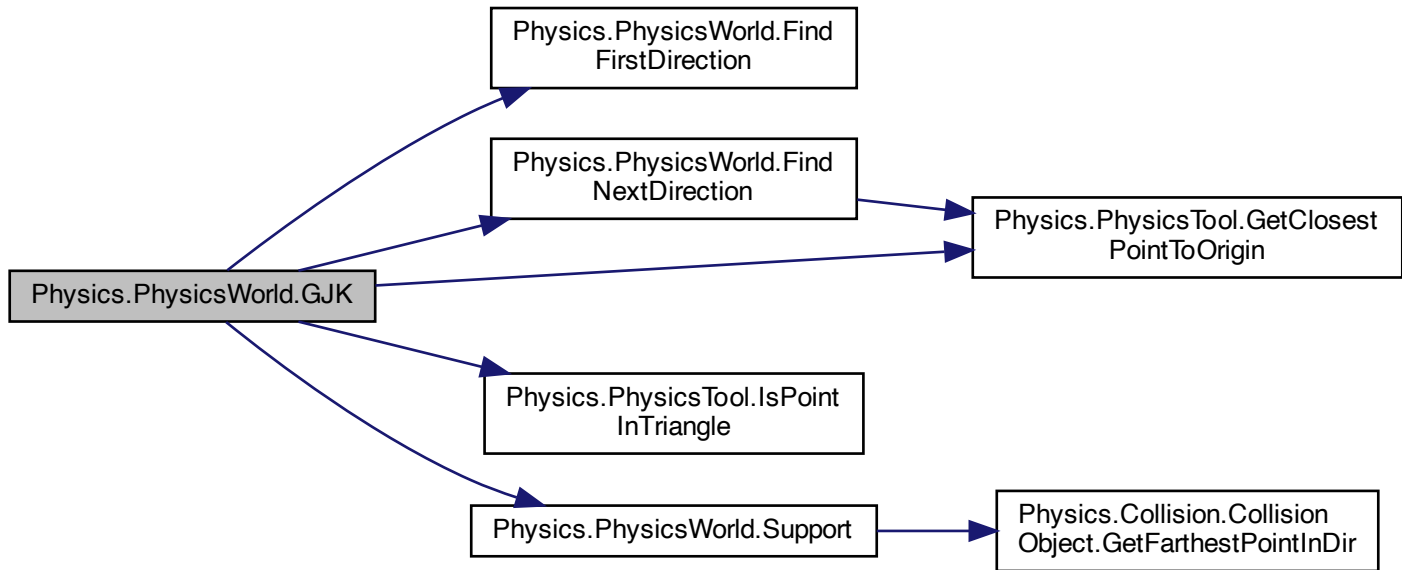 Physics.PhysicsWorld.GJK
Physics.PhysicsWorld.Find
FirstDirection
Physics.PhysicsWorld.Find
NextDirection
Physics.PhysicsTool.GetClosest
PointToOrigin
Physics.PhysicsTool.IsPoint
InTriangle
Physics.PhysicsWorld.Support
Physics.Collision.Collision
Object.GetFarthestPointInDir